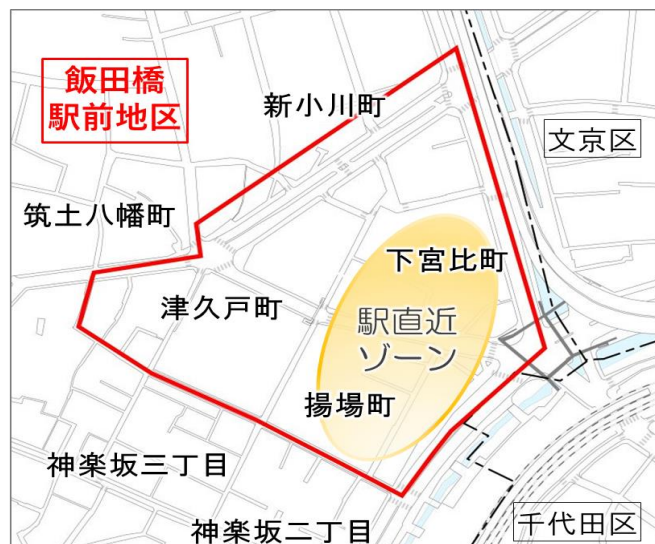 飯田橋
駅前地区
新小川町
文京区
筑土八幡町
下宮比町
津久戸町
駅直近
ゾーン
揚場町
神楽坂三丁目
神楽坂二丁目
千代田区